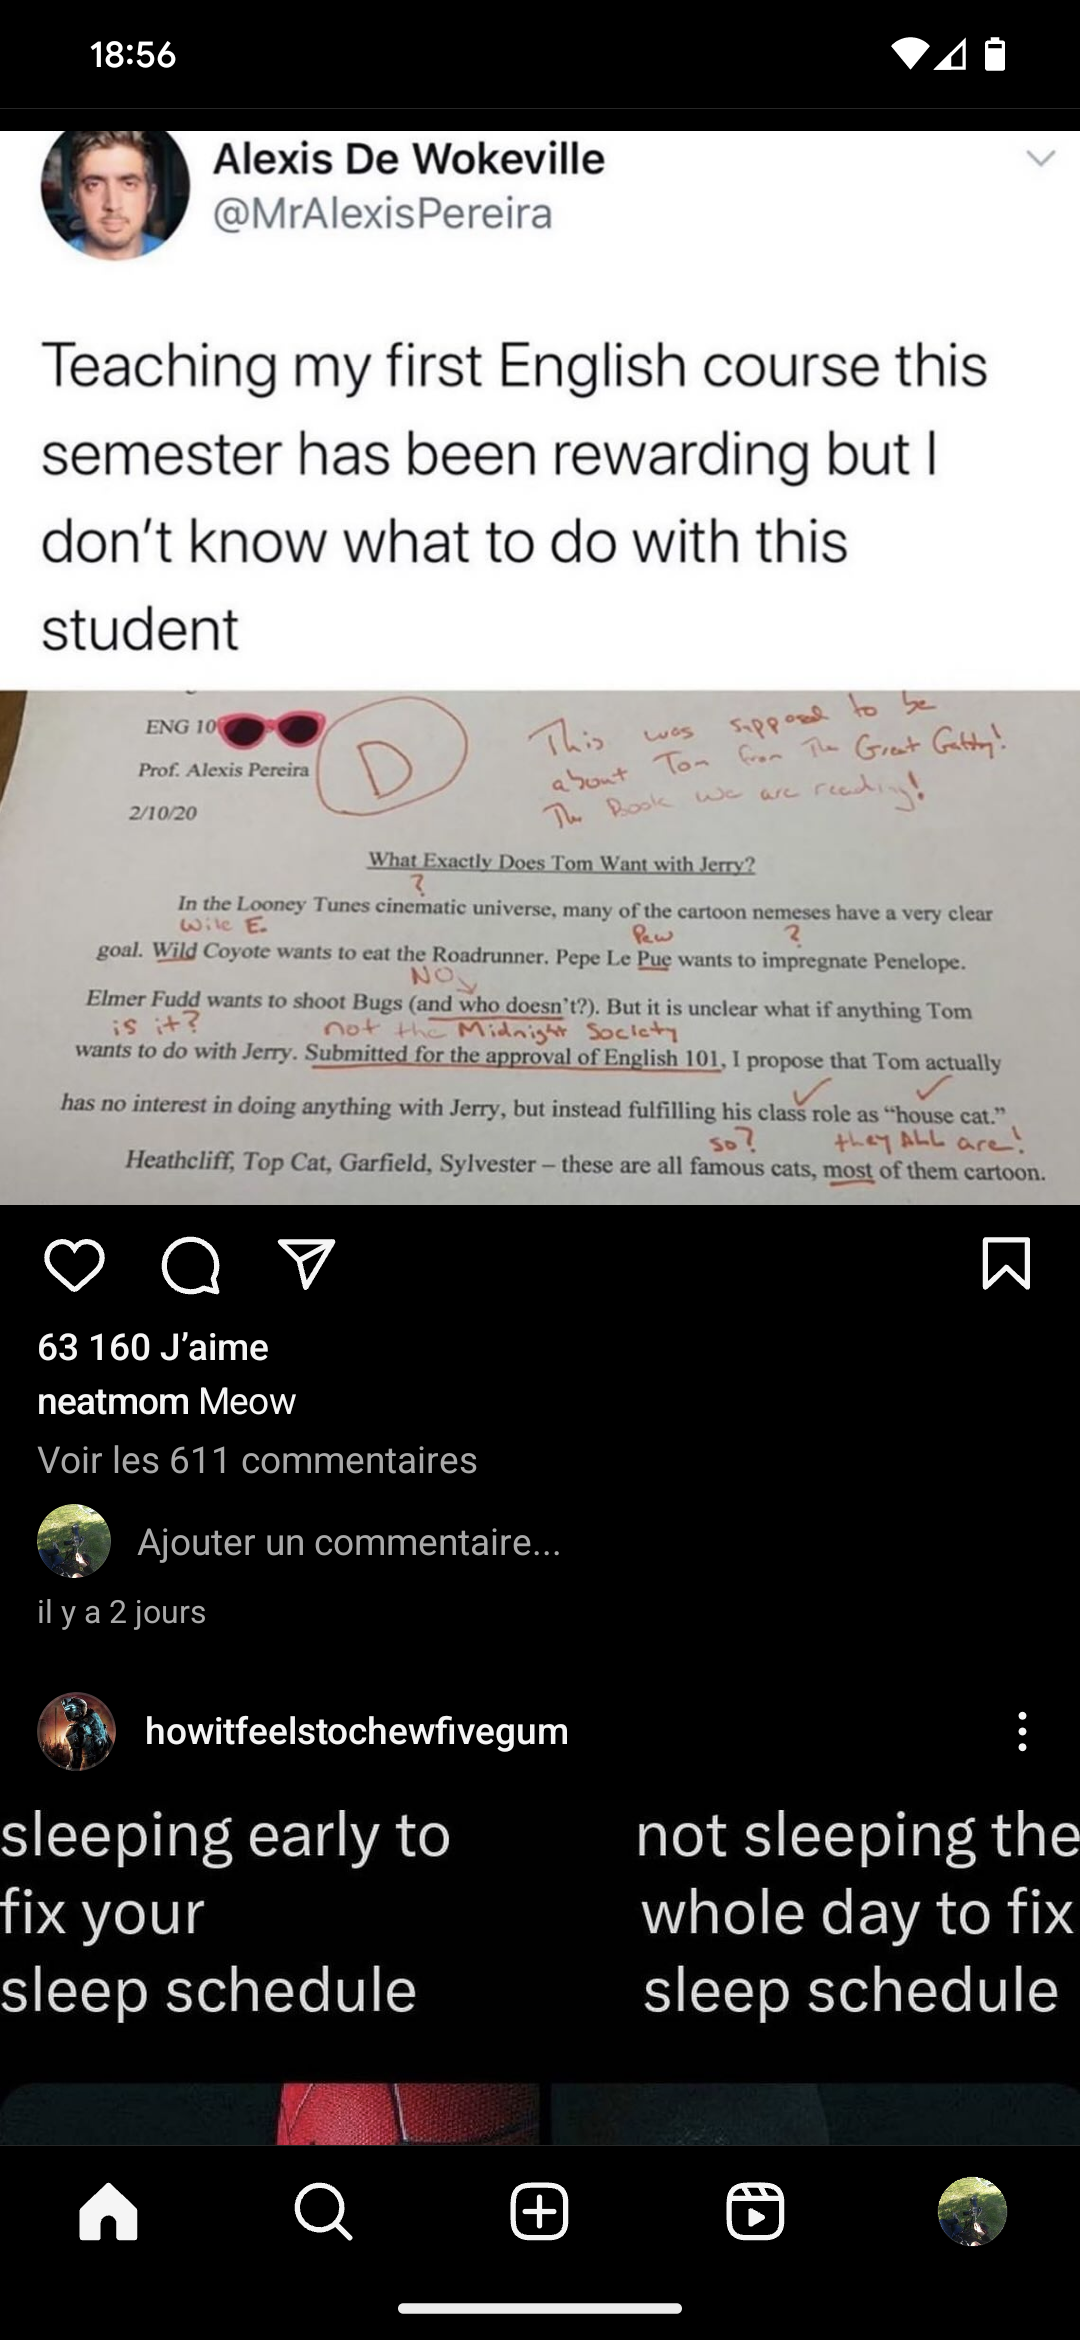 18:56
Alexis De Wokeville
@MrAlexisPereira
Teaching my first English course this
semester has been rewarding but I
don't know what to do with this
student
ENG 10
Prof. Alexis Pereira
2/10/20
D
This was supposed to be
about Tom from The Great Gatsby!
The Book we are reading!
What Exactly Does Tom Want with Jerry?
?
In the Looney Tunes cinematic universe, many of the cartoon nemeses have a very clear
Wile E. Pew ?
goal. Wild Coyote wants to eat the Roadrunner. Pepe Le Pue wants to impregnate Penelope.
NO
Elmer Fudd wants to shoot Bugs (and who doesn't?). But it is unclear what if anything Tom
is it? not the Midnight Society
wants to do with Jerry. Submitted for the approval of English 101, I propose that Tom actually
has no interest in doing anything with Jerry, but instead fulfilling his class role as “house cat.”
so? they ALL are!
Heathcliff, Top Cat, Garfield, Sylvester – these are all famous cats, most of them cartoon.
63 160 J’aime
neatmom Meow
Voir les 611 commentaires
Ajouter un commentaire...
il y a 2 jours
howitfeelstochewfivegum
sleeping early to
fix your
sleep schedule
not sleeping the
whole day to fix
sleep schedule